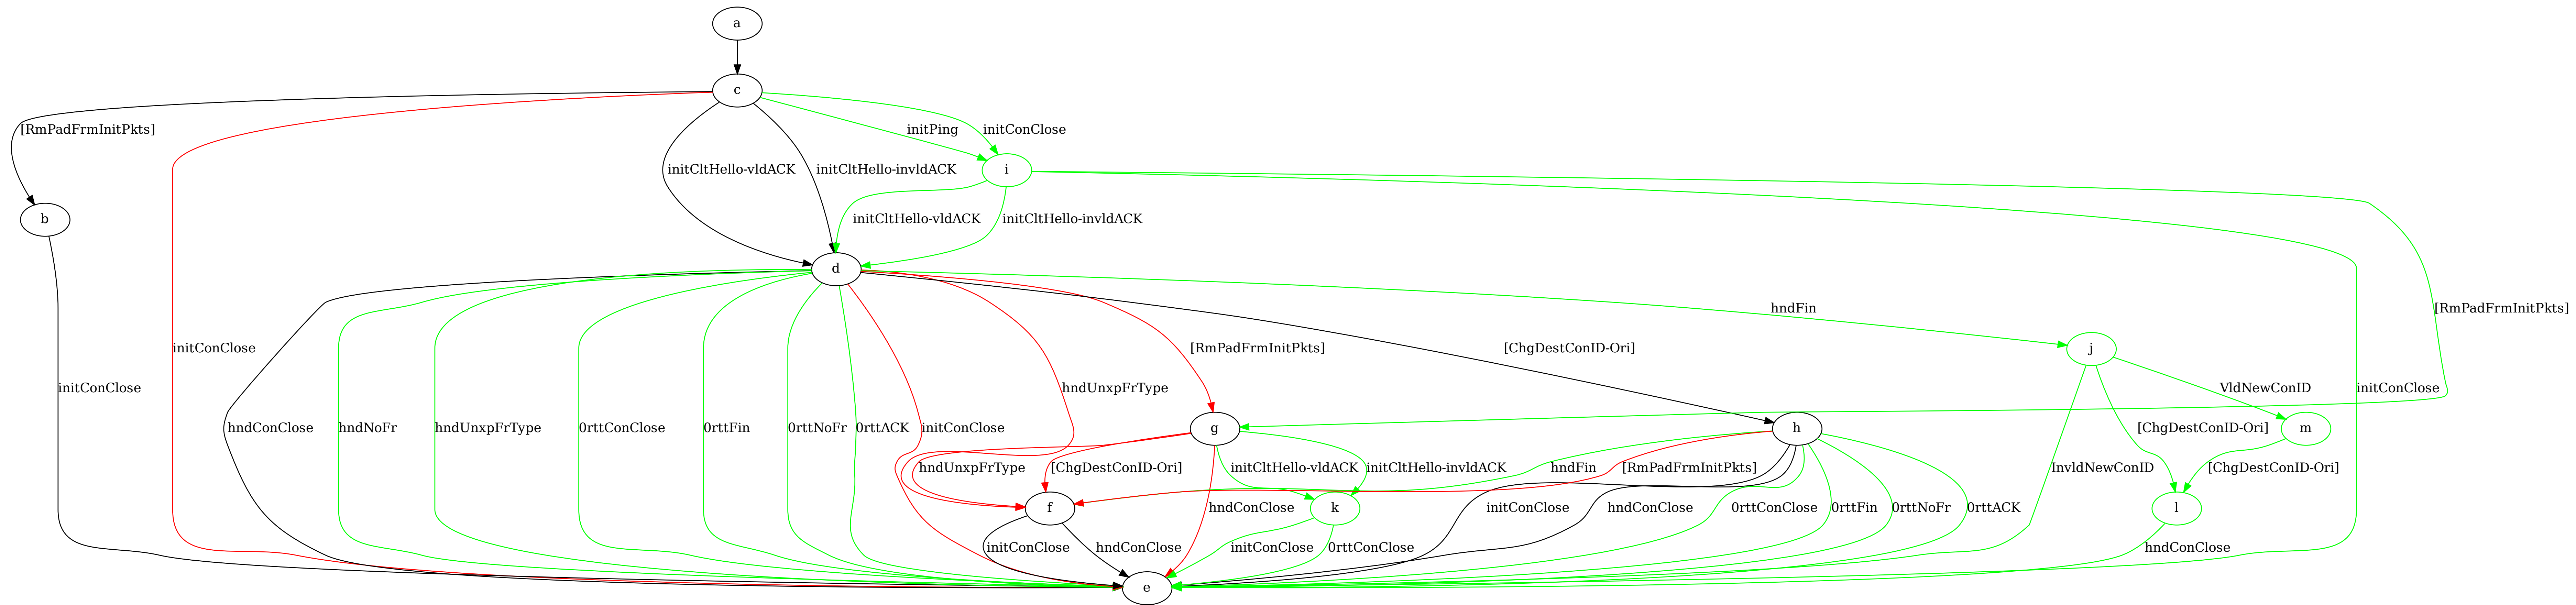 a
c
[RmPadFrmInitPkts]
initPing
initConClose
initCltHello-vldACK
initCltHello-invldACK
i
b
initCltHello-vldACK
initCltHello-invldACK
d
hndFin
[RmPadFrmInitPkts]
initConClose
[RmPadFrmInitPkts]
[ChgDestConID-Ori]
j
initConClose
hndUnxpFrType
VldNewConID
initConClose
hndConClose
hndNoFr
hndUnxpFrType
0rttConClose
0rttFin
0rttNoFr
0rttACK
initConClose
g
h
[ChgDestConID-Ori]
m
hndUnxpFrType
[ChgDestConID-Ori]
initCltHello-vldACK
initCltHello-invldACK
hndFin
[RmPadFrmInitPkts]
InvldNewConID
[ChgDestConID-Ori]
f
hndConClose
k
initConClose
hndConClose
0rttConClose
0rttFin
0rttNoFr
0rttACK
l
initConClose
hndConClose
initConClose
0rttConClose
hndConClose
e